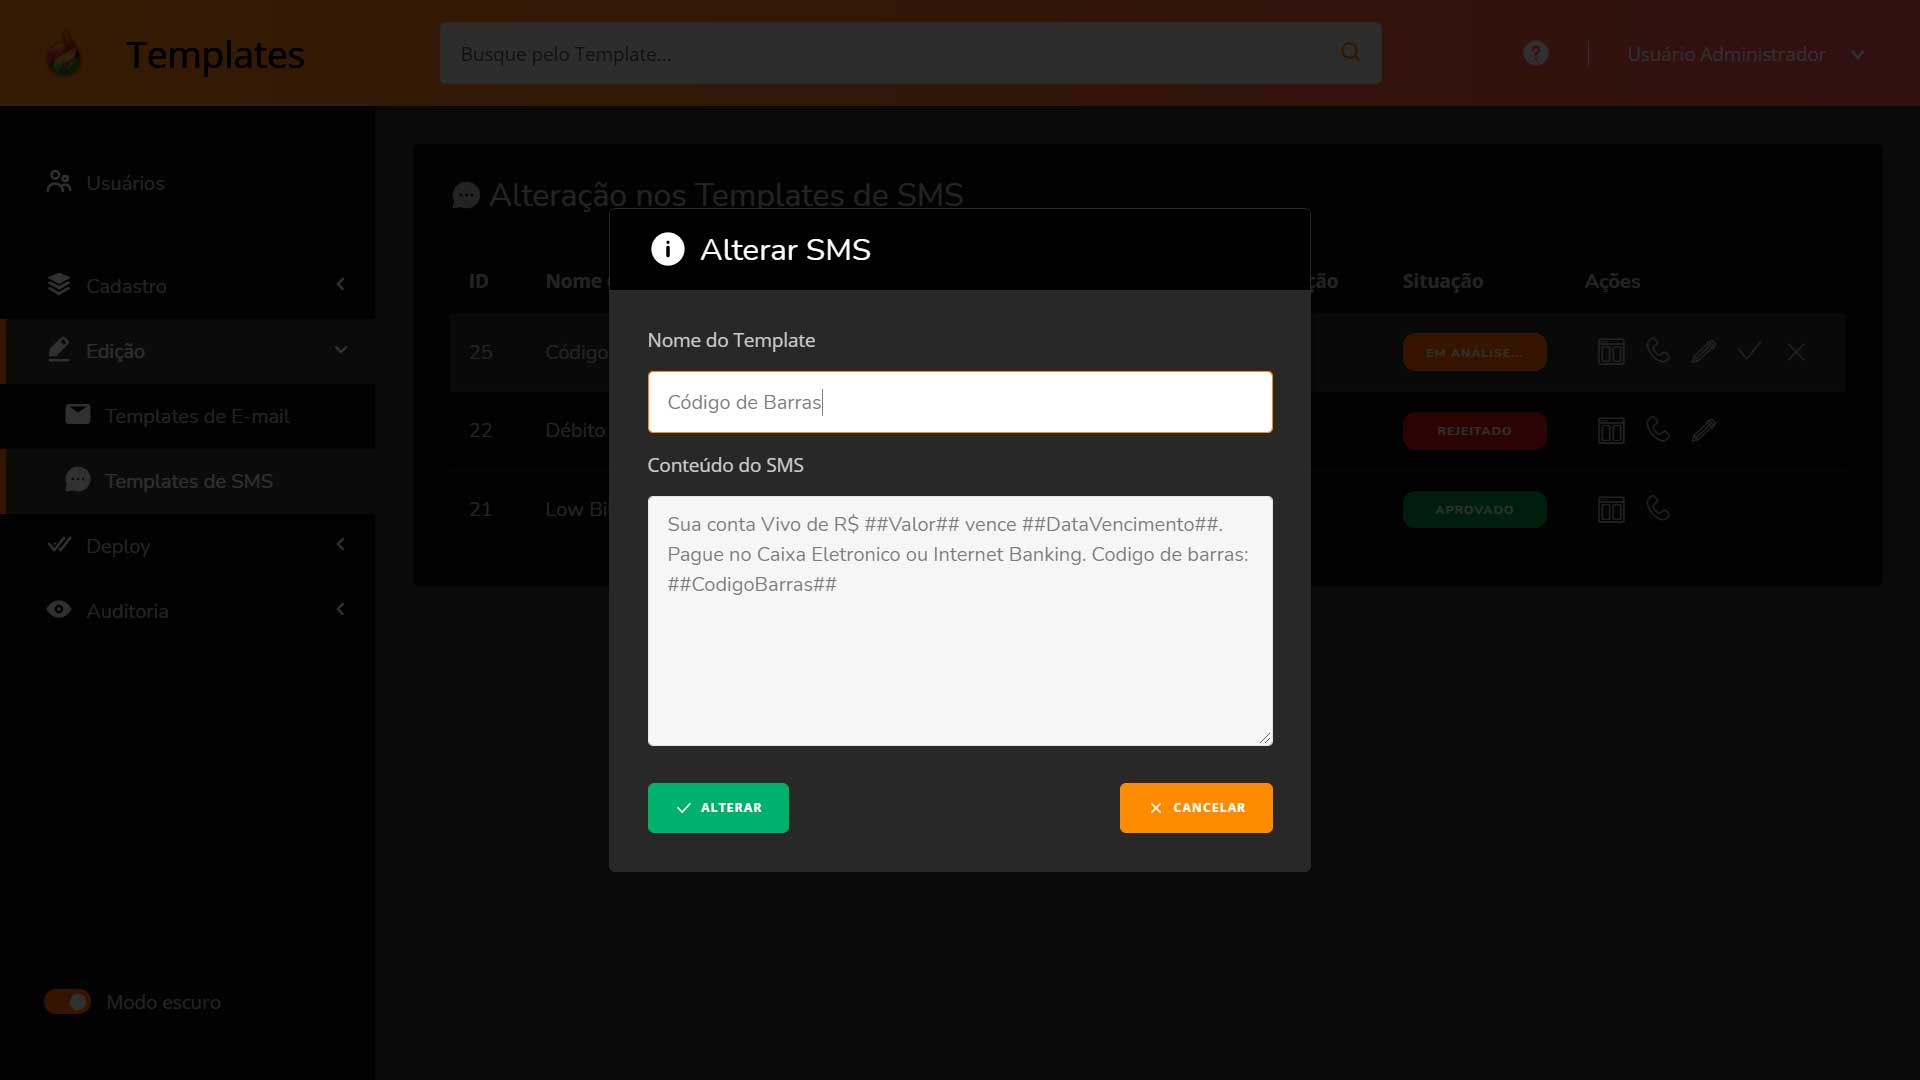 Templates
Busque pelo Template...
Usuário Administrador
Usuários
Cadastro
Edição
Templates de E-mail
Templates de SMS
Deploy
Auditoria
Modo escuro
Alteração nos Templates de SMS
ID Nome Situação Ações
25 Código EM ANÁLISE...
22 Débito REJEITADO
21 Low APROVADO
Alterar SMS
Nome do Template
Código de Barras
Conteúdo do SMS
Sua conta Vivo de R$ ##Valor## vence ##DataVencimento##.
Pague no Caixa Eletronico ou Internet Banking. Codigo de barras:
##CodigoBarras##
ALTERAR
CANCELAR